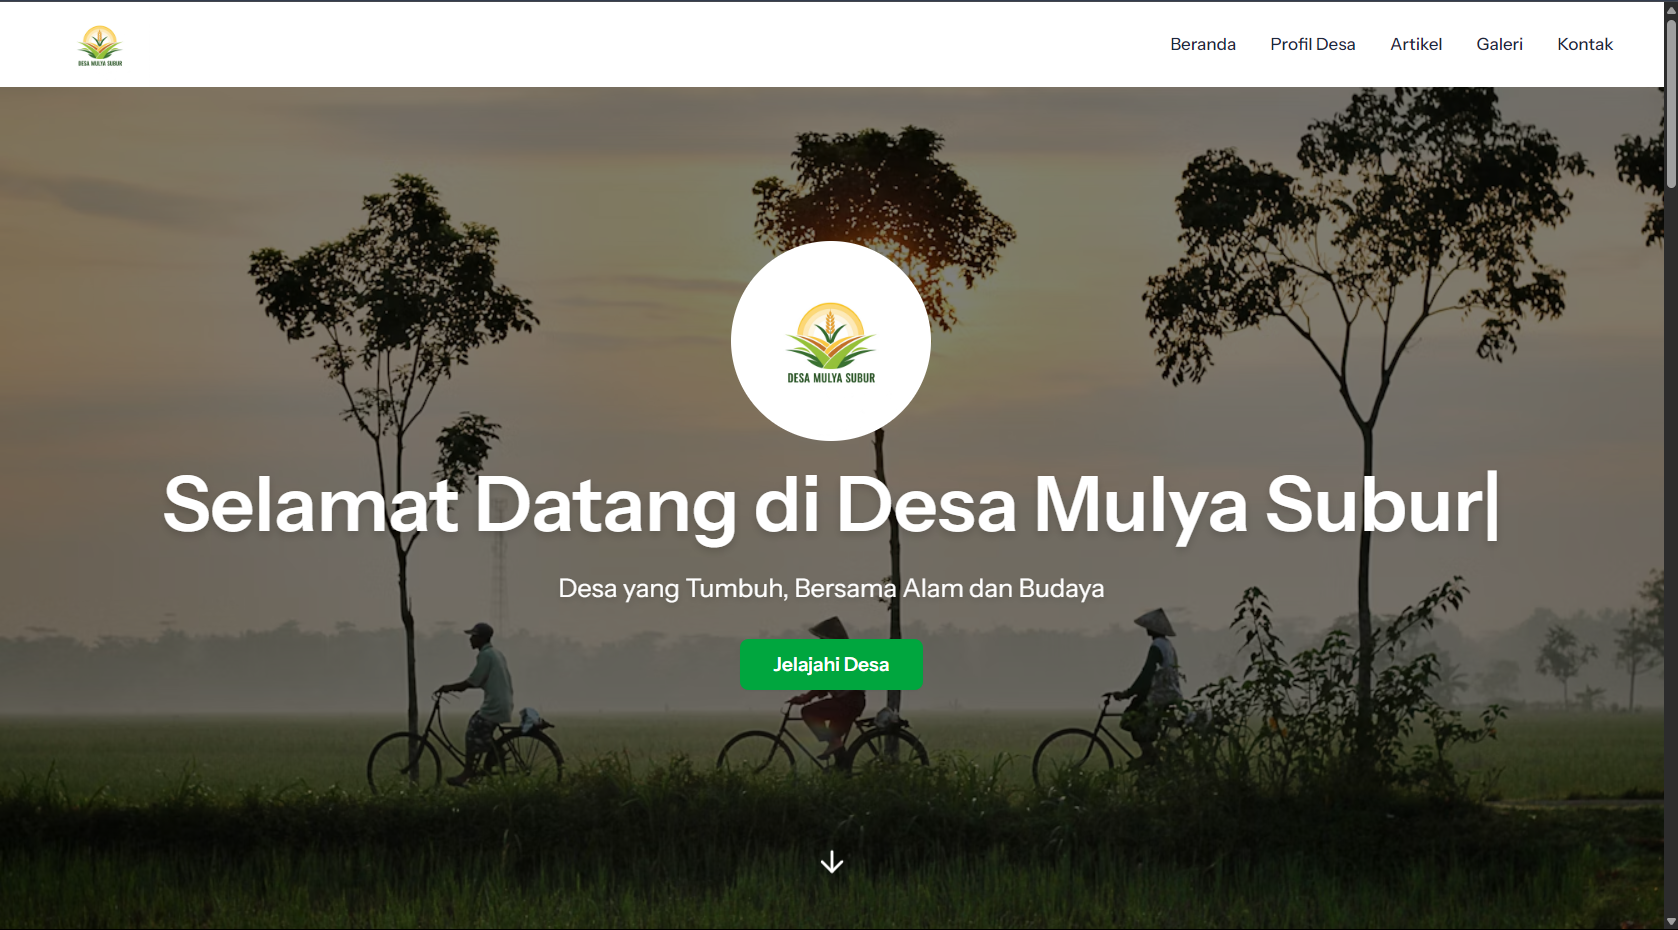 DESA MULYA SUBUR
Beranda Profil Desa Artikel Galeri Kontak
DESA MULYA SUBUR
Selamat Datang di Desa Mulya Subur|
Desa yang Tumbuh, Bersama Alam dan Budaya
Jelajahi Desa